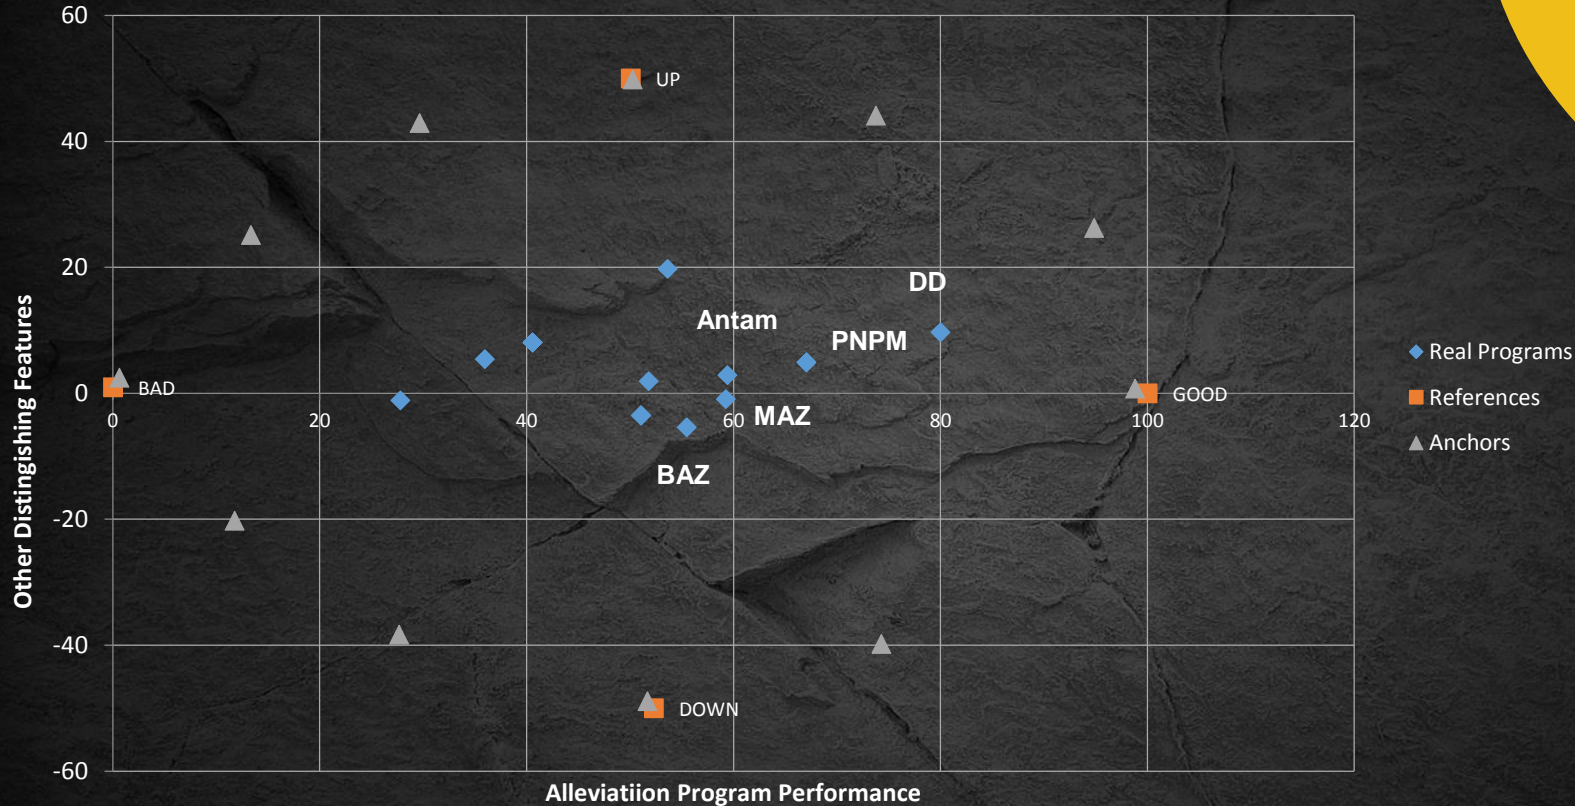 60
UP
40
20
DD
Antam
PNPM
Real Programs
0
BAD
GOOD
References
0
20
40
60
80
100
120
MAZ
Anchors
BAZ
-20
-40
DOWN
-60
Other Distingishing Features
Alleviatiion Program Performance